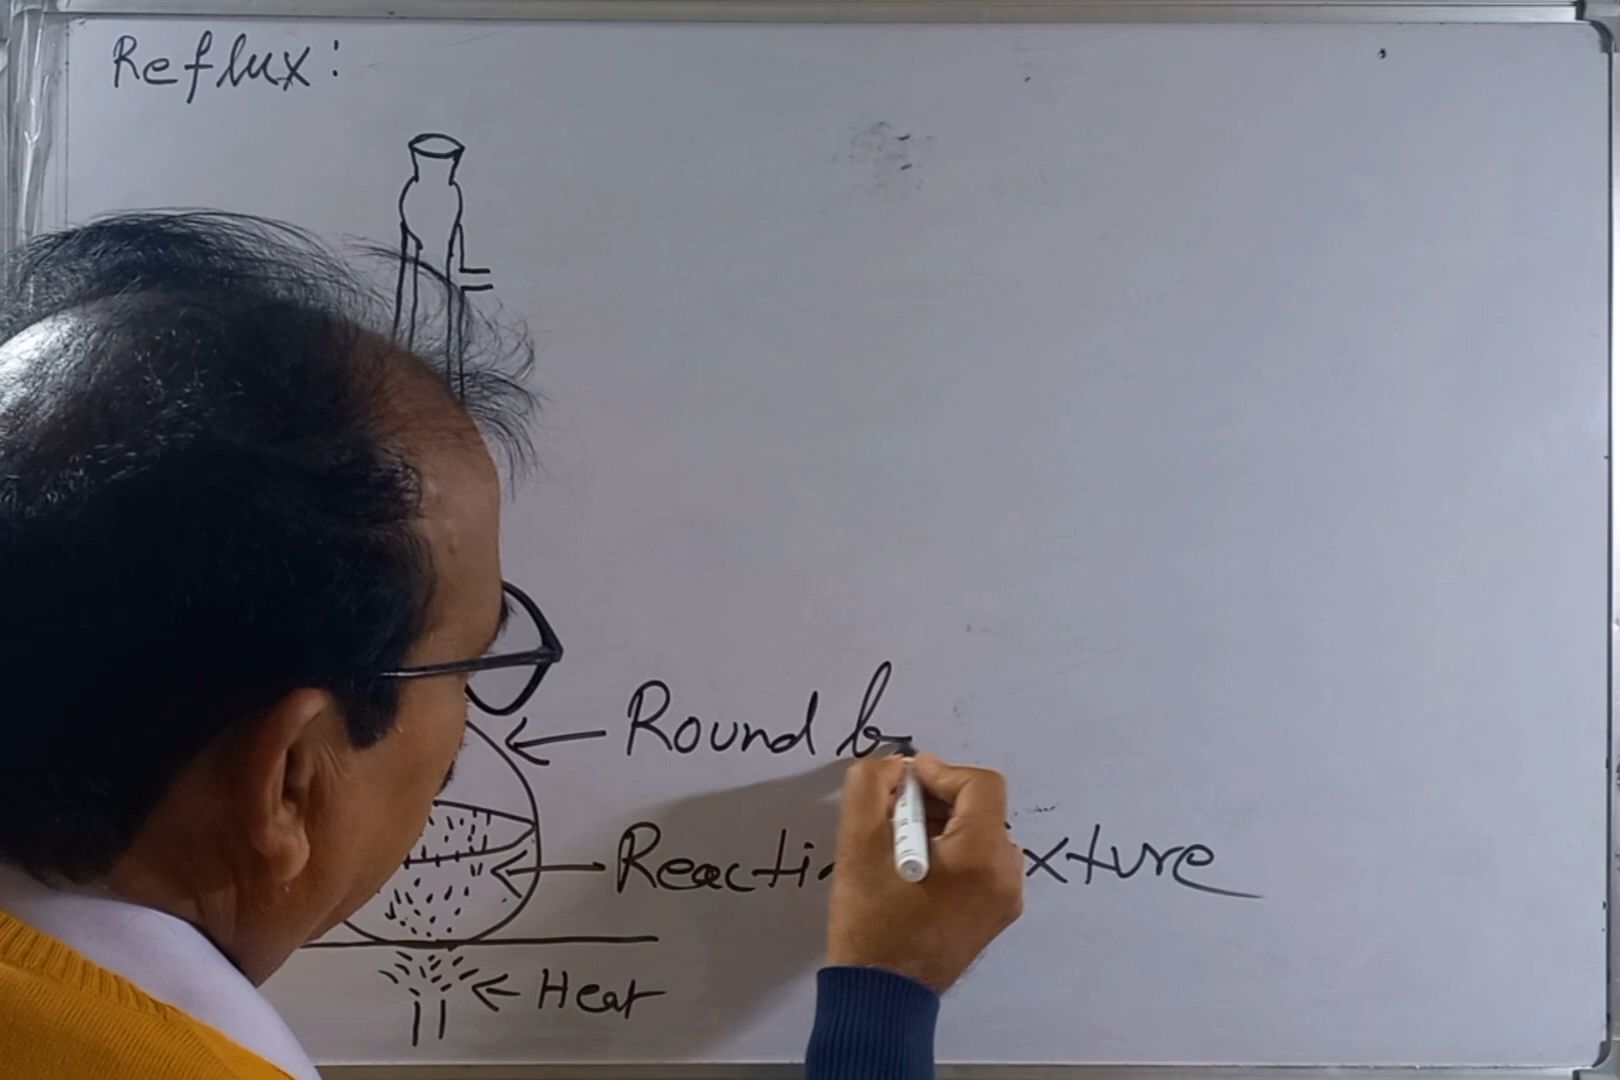 Reflux:
Round b
Reacti xture
Heat